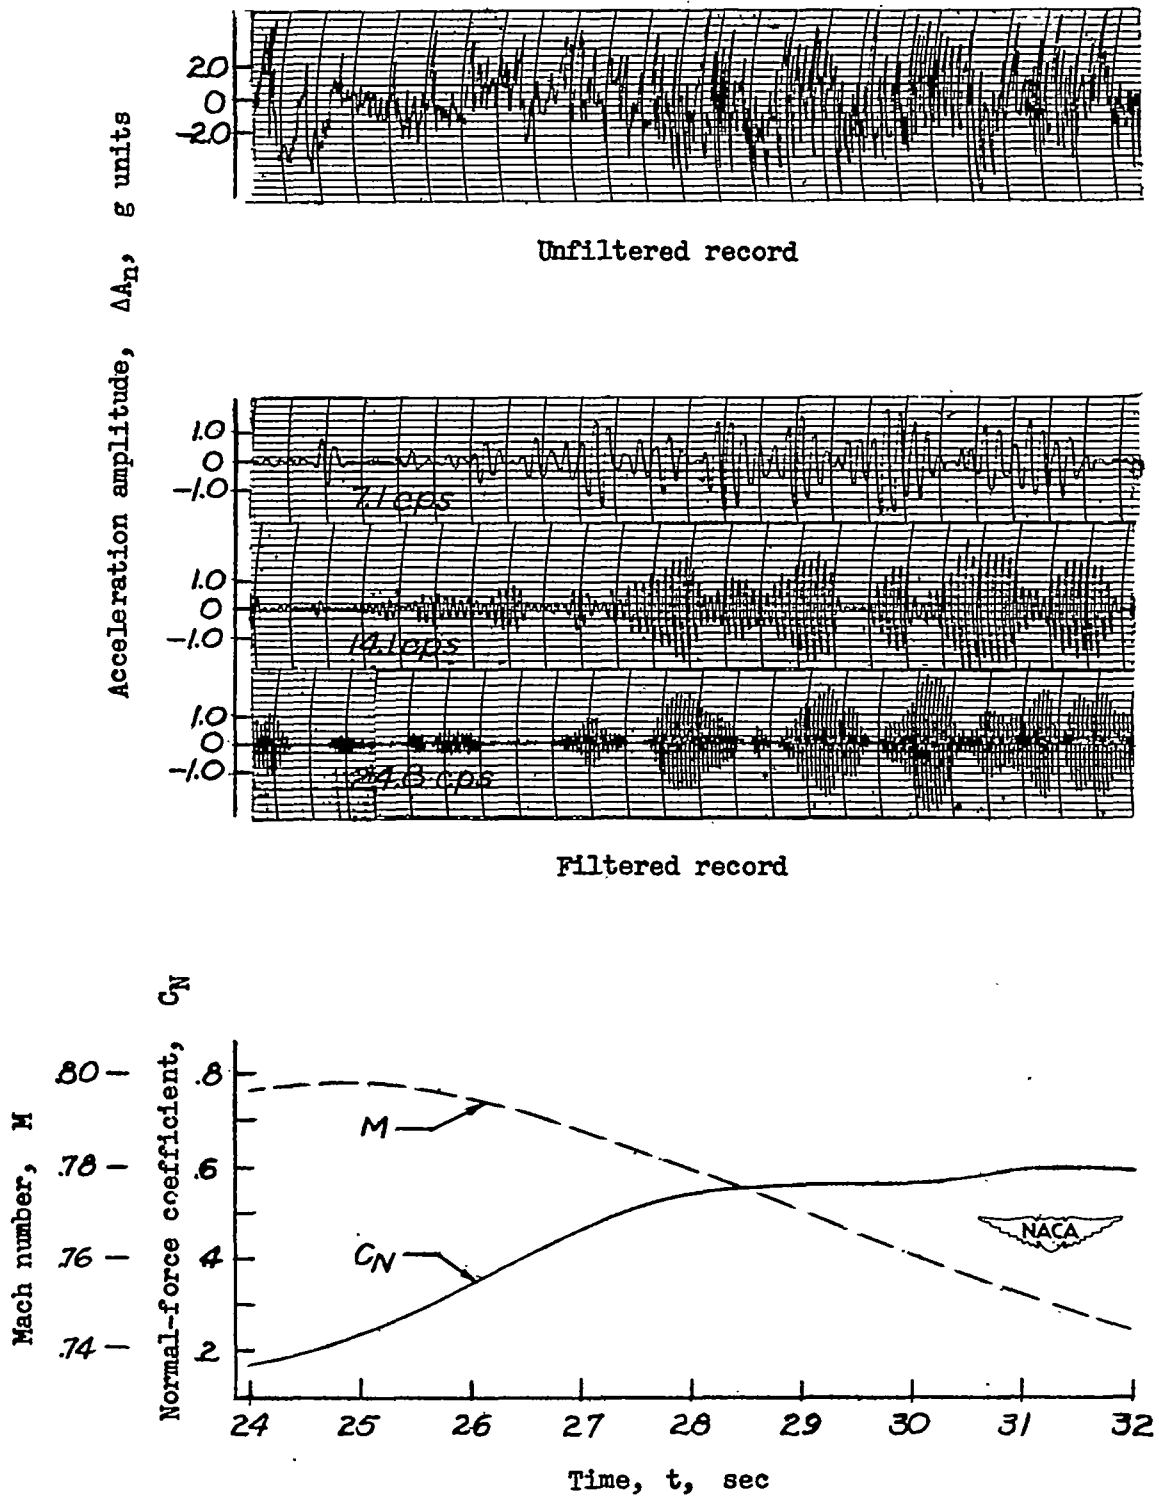 Acceleration amplitude, ΔAn, g units
2.0
0
-2.0
Unfiltered record
1.0
0
-1.0
7.1 cps
1.0
0
-1.0
14.1 cps
1.0
0
-1.0
24.8 cps
Filtered record
Mach number, M
Normal-force coefficient, CN
.80
.78
.76
.74
.8
.6
.4
.2
M
CN
NACA
24 25 26 27 28 29 30 31 32
Time, t, sec